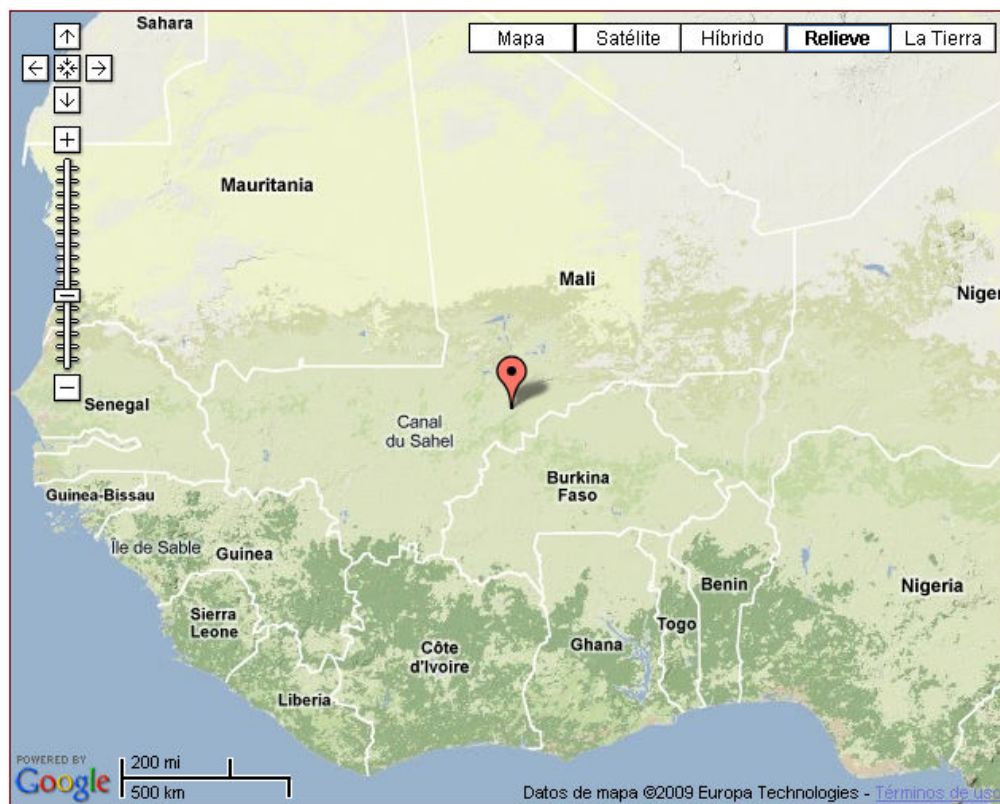 Sahara
Mapa
Satélite
Híbrido
Relieve
La Tierra
Mauritania
Mali
Niger
Senegal
Canal
du Sahel
Burkina
Faso
Guinea-Bissau
Île de Sable
Guinea
Benin
Nigeria
Sierra
Leone
Togo
Côte
d'Ivoire
Ghana
Liberia
POWERED BY
Google
200 mi
500 km
Datos de mapa ©2009 Europa Technologies - Términos de uso